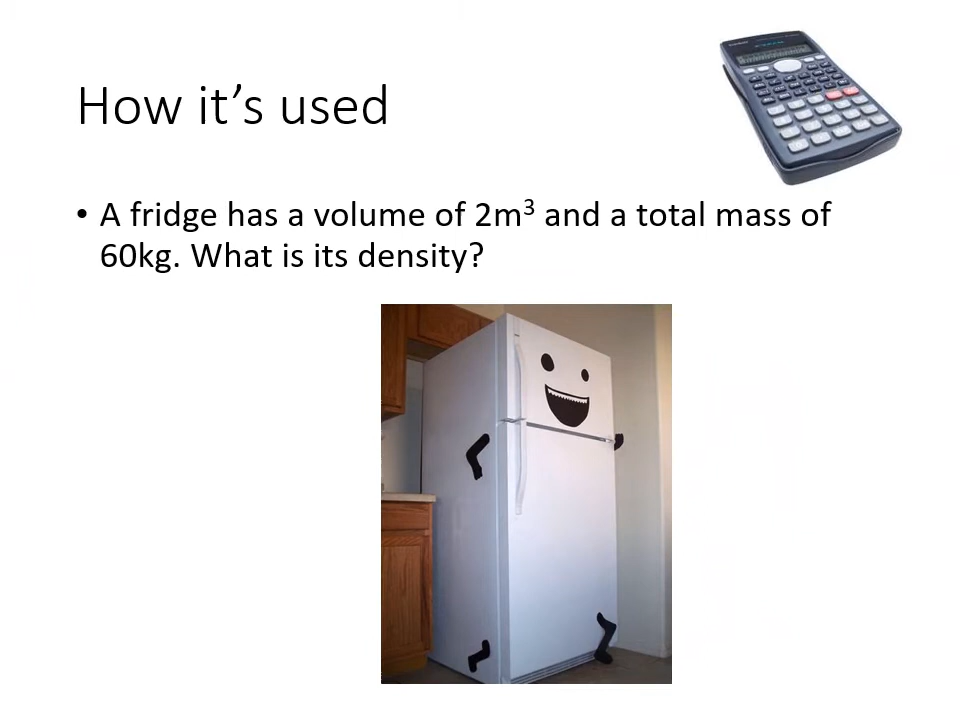 How it’s used
• A fridge has a volume of 2m³ and a total mass of
60kg. What is its density?